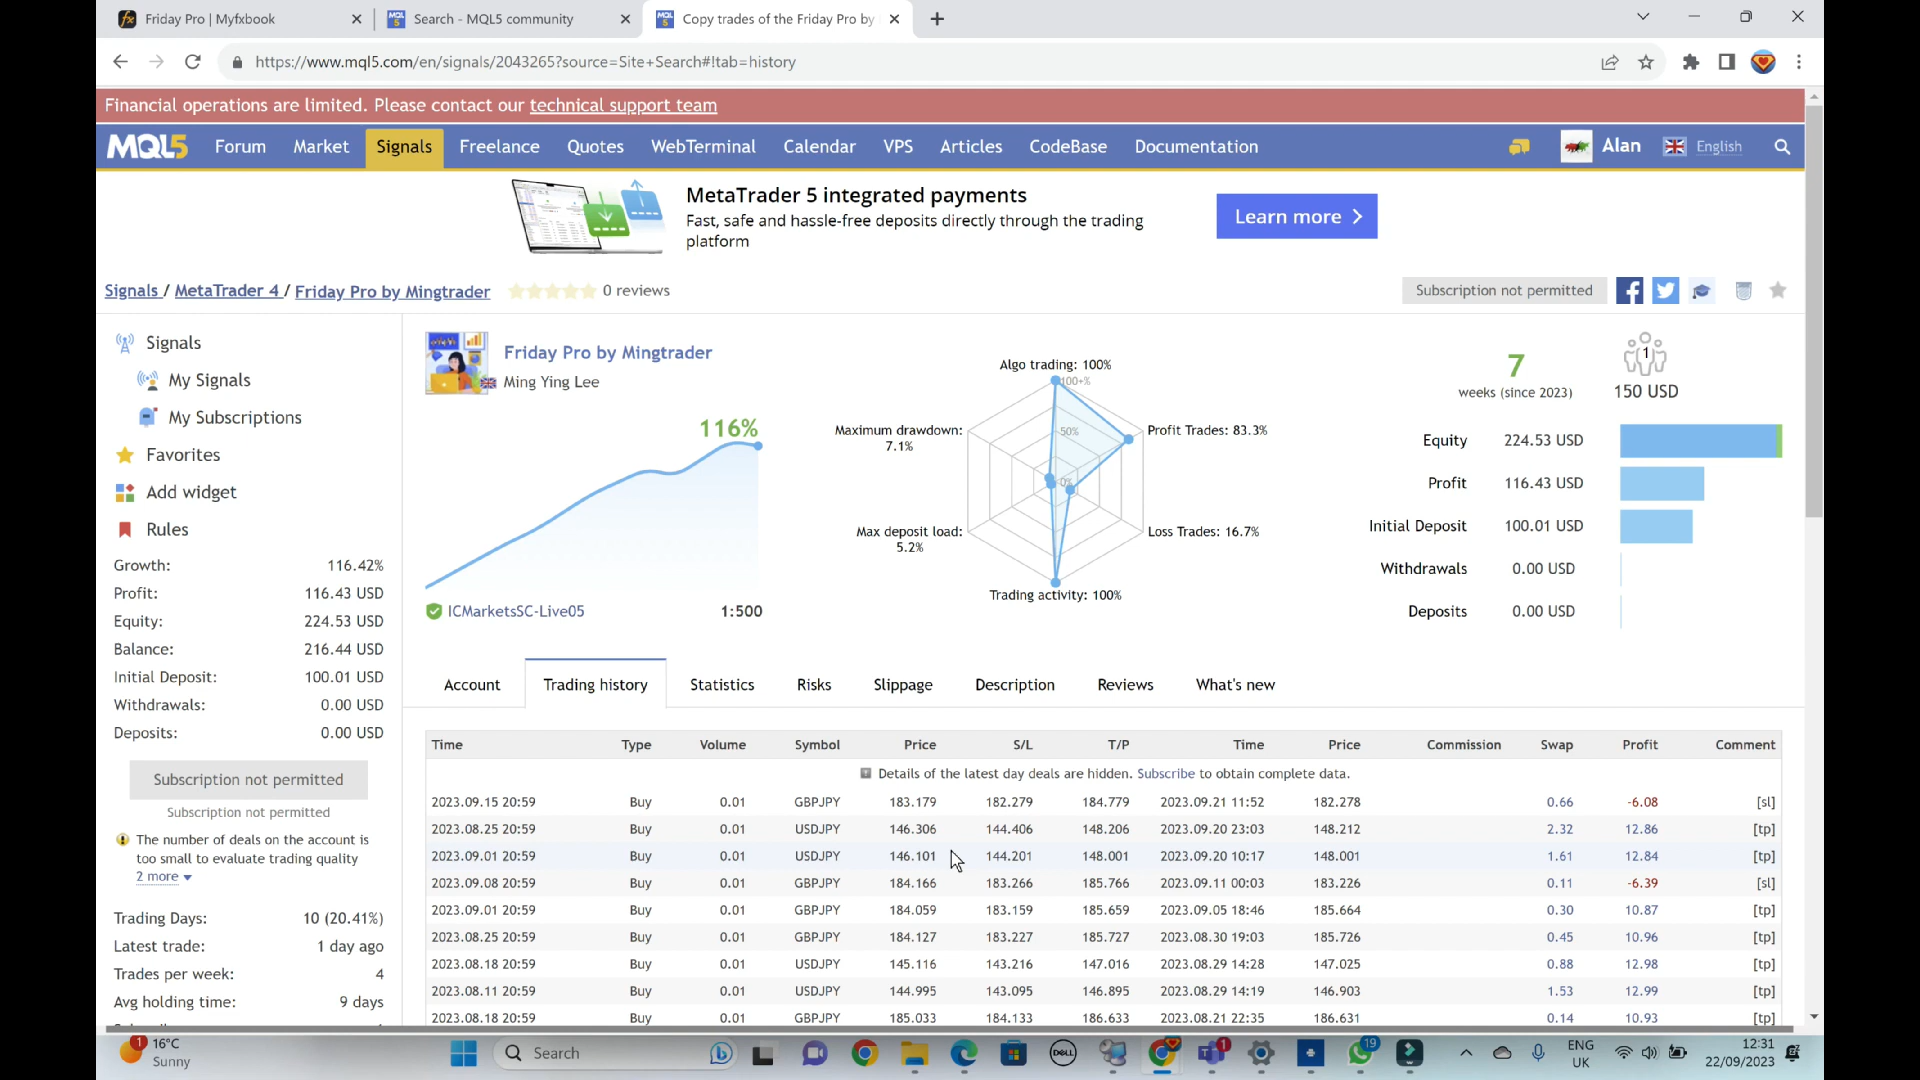 Friday Pro | Myfxbook
Search - MQL5 community
Copy trades of the Friday Pro by
https://www.mql5.com/en/signals/2043265?source=Site+Search#!tab=history
Financial operations are limited. Please contact our technical support team
MQL5 Forum Market Signals Freelance Quotes WebTerminal Calendar VPS Articles CodeBase Documentation Alan English
MetaTrader 5 integrated payments
Fast, safe and hassle-free deposits directly through the trading
platform
Learn more
Signals / MetaTrader 4 / Friday Pro by Mingtrader 0 reviews
Subscription not permitted
Signals
My Signals
My Subscriptions
Favorites
Add widget
Rules
Growth: 116.42%
Profit: 116.43 USD
Equity: 224.53 USD
Balance: 216.44 USD
Initial Deposit: 100.01 USD
Withdrawals: 0.00 USD
Deposits: 0.00 USD
Subscription not permitted
Subscription not permitted
The number of deals on the account is
too small to evaluate trading quality
2 more
Trading Days: 10 (20.41%)
Latest trade: 1 day ago
Trades per week: 4
Avg holding time: 9 days
Friday Pro by Mingtrader
Ming Ying Lee
116%
ICMarketsSC-Live05 1:500
Algo trading: 100%
100+%
Maximum drawdown:
7.1%
50%
Profit Trades: 83.3%
0%
Max deposit load:
5.2%
Loss Trades: 16.7%
Trading activity: 100%
7
weeks (since 2023)
1
150 USD
Equity 224.53 USD
Profit 116.43 USD
Initial Deposit 100.01 USD
Withdrawals 0.00 USD
Deposits 0.00 USD
Account Trading history Statistics Risks Slippage Description Reviews What's new
Time Type Volume Symbol Price S/L T/P Time Price Commission Swap Profit Comment
Details of the latest day deals are hidden. Subscribe to obtain complete data.
2023.09.15 20:59 Buy 0.01 GBPJPY 183.179 182.279 184.779 2023.09.21 11:52 182.278 0.66 -6.08 [sl]
2023.08.25 20:59 Buy 0.01 USDJPY 146.306 144.406 148.206 2023.09.20 23:03 148.212 2.32 12.86 [tp]
2023.09.01 20:59 Buy 0.01 USDJPY 146.101 144.201 148.001 2023.09.20 10:17 148.001 1.61 12.84 [tp]
2023.09.08 20:59 Buy 0.01 GBPJPY 184.166 183.266 185.766 2023.09.11 00:03 183.226 0.11 -6.39 [sl]
2023.09.01 20:59 Buy 0.01 GBPJPY 184.059 183.159 185.659 2023.09.05 18:46 185.664 0.30 10.87 [tp]
2023.08.25 20:59 Buy 0.01 GBPJPY 184.127 183.227 185.727 2023.08.30 19:03 185.726 0.45 10.96 [tp]
2023.08.18 20:59 Buy 0.01 USDJPY 145.116 143.216 147.016 2023.08.29 14:28 147.025 0.88 12.98 [tp]
2023.08.11 20:59 Buy 0.01 USDJPY 144.995 143.095 146.895 2023.08.29 14:19 146.903 1.53 12.99 [tp]
2023.08.18 20:59 Buy 0.01 GBPJPY 185.033 184.133 186.633 2023.08.21 22:35 186.631 0.14 10.93 [tp]
1
16°C
Sunny
Search
DELL
1
19
ENG
UK
12:31
22/09/2023